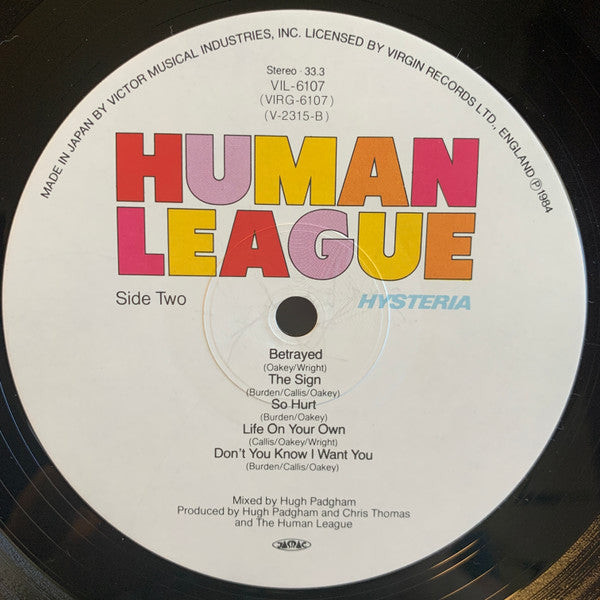 MADE IN JAPAN BY VICTOR MUSICAL INDUSTRIES, INC. LICENSED BY VIRGIN RECORDS LTD., ENGLAND Ⓟ1984
Stereo · 33.3
VIL-6107
(VIRG-6107)
(V-2315-B)
HUMAN
LEAGUE
Side Two
HYSTERIA
Betrayed
(Oakey/Wright)
The Sign
(Burden/Callis/Oakey)
So Hurt
(Burden/Oakey)
Life On Your Own
(Callis/Oakey/Wright)
Don't You Know I Want You
(Burden/Callis/Oakey)
Mixed by Hugh Padgham
Produced by Hugh Padgham and Chris Thomas
and The Human League
JASRAC